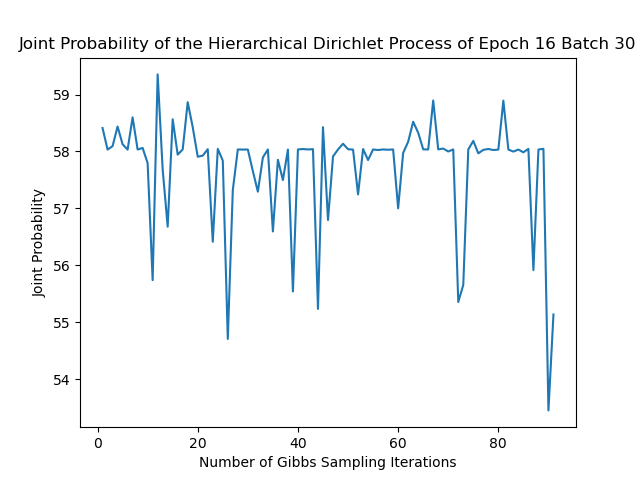 Joint Probability of the Hierarchical Dirichlet Process of Epoch 16 Batch 30
59
58
57
56
55
54
Joint Probability
0 20 40 60 80
Number of Gibbs Sampling Iterations